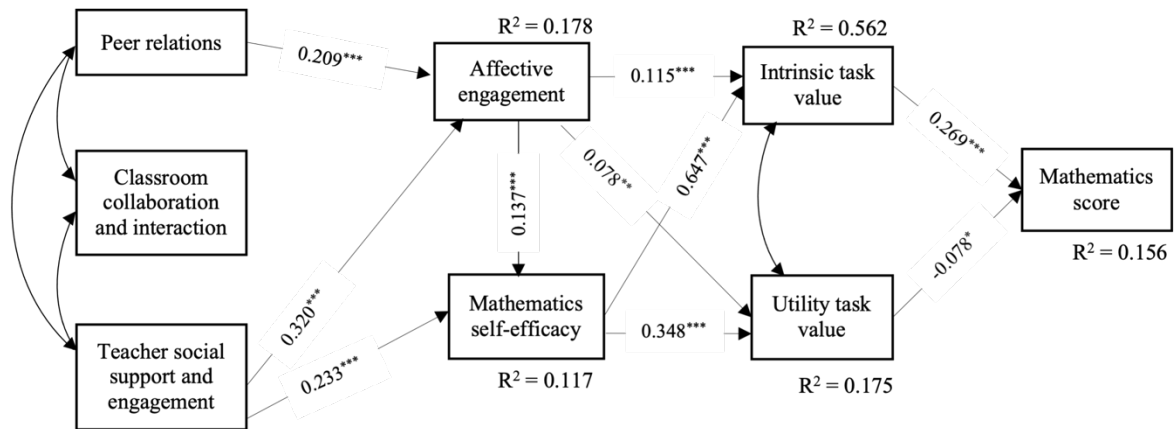 Peer relations
0.209***
R² = 0.178
Affective
engagement
0.115***
R² = 0.562
Intrinsic task
value
Classroom
collaboration
and interaction
0.137***
0.078**
0.647***
0.269***
Mathematics
score
R² = 0.156
-0.078*
Teacher social
support and
engagement
0.320***
0.233***
Mathematics
self-efficacy
R² = 0.117
0.348***
Utility task
value
R² = 0.175